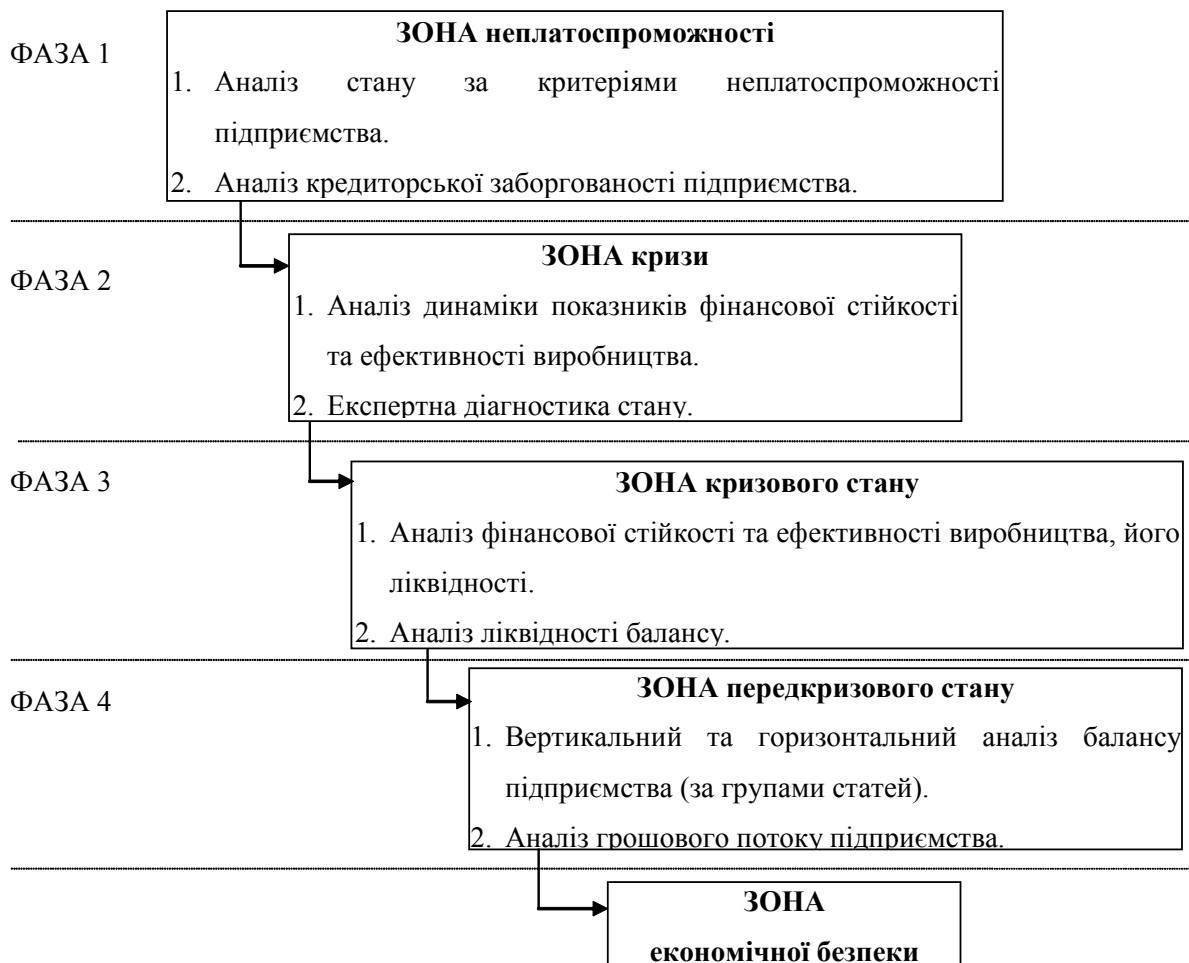 ФАЗА 1
ЗОНА неплатоспроможності
1. Аналіз стану за критеріями неплатоспроможності
підприємства.
2. Аналіз кредиторської заборгованості підприємства.
ФАЗА 2
ЗОНА кризи
1. Аналіз динаміки показників фінансової стійкості
та ефективності виробництва.
2. Експертна діагностика стану.
ФАЗА 3
ЗОНА кризового стану
1. Аналіз фінансової стійкості та ефективності виробництва, його
ліквідності.
2. Аналіз ліквідності балансу.
ФАЗА 4
ЗОНА передкризового стану
1. Вертикальний та горизонтальний аналіз балансу
підприємства (за групами статей).
2. Аналіз грошового потоку підприємства.
ЗОНА
економічної безпеки